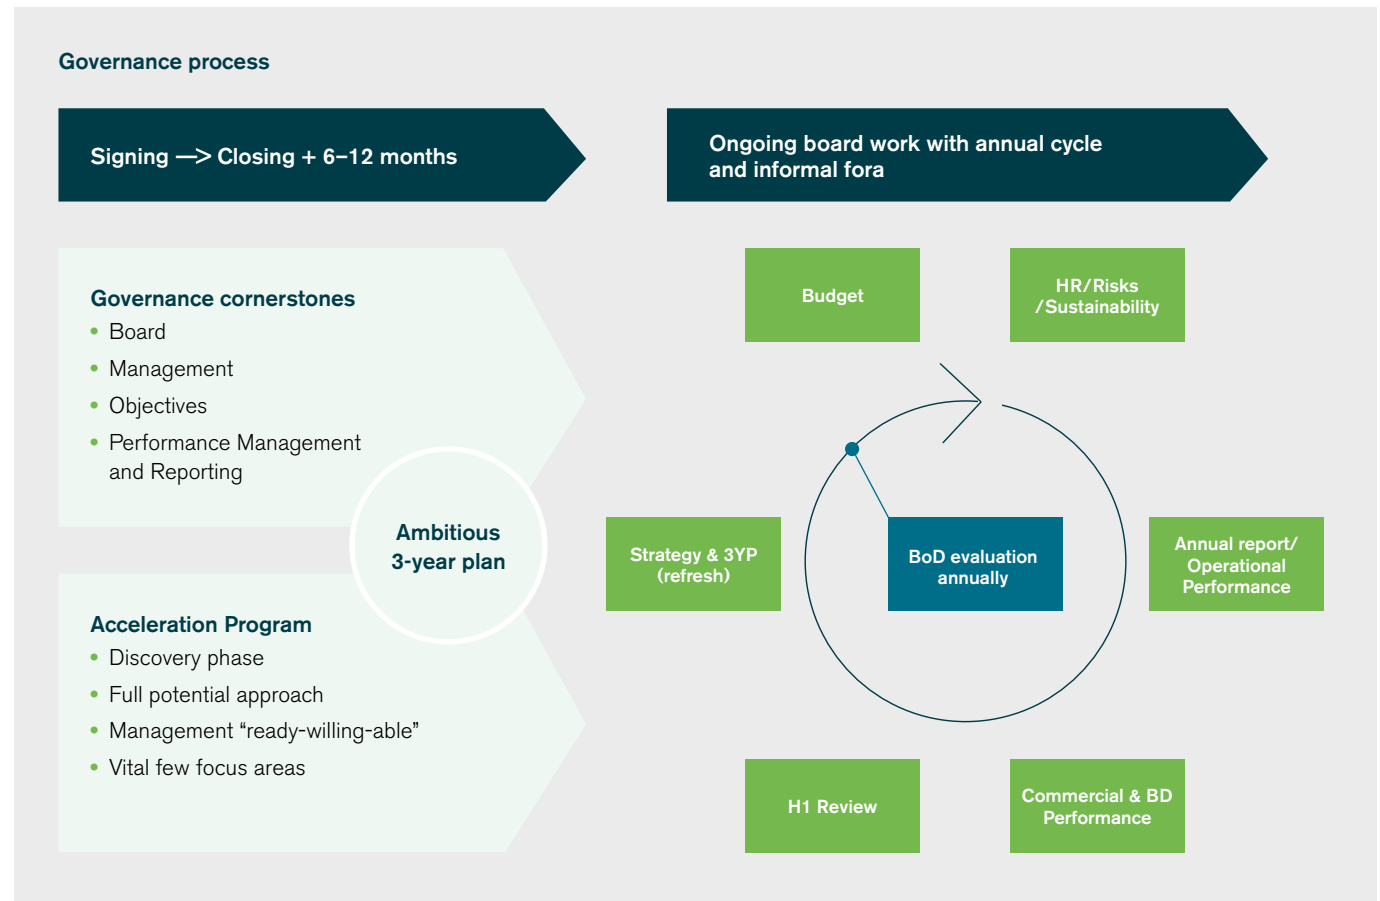 Governance process
Signing —> Closing + 6–12 months
Ongoing board work with annual cycle
and informal fora
Governance cornerstones
• Board
• Management
• Objectives
• Performance Management
and Reporting
Ambitious
3-year plan
Acceleration Program
• Discovery phase
• Full potential approach
• Management “ready-willing-able”
• Vital few focus areas
Budget
HR/Risks
/Sustainability
Strategy & 3YP
(refresh)
BoD evaluation
annually
Annual report/
Operational
Performance
H1 Review
Commercial & BD
Performance